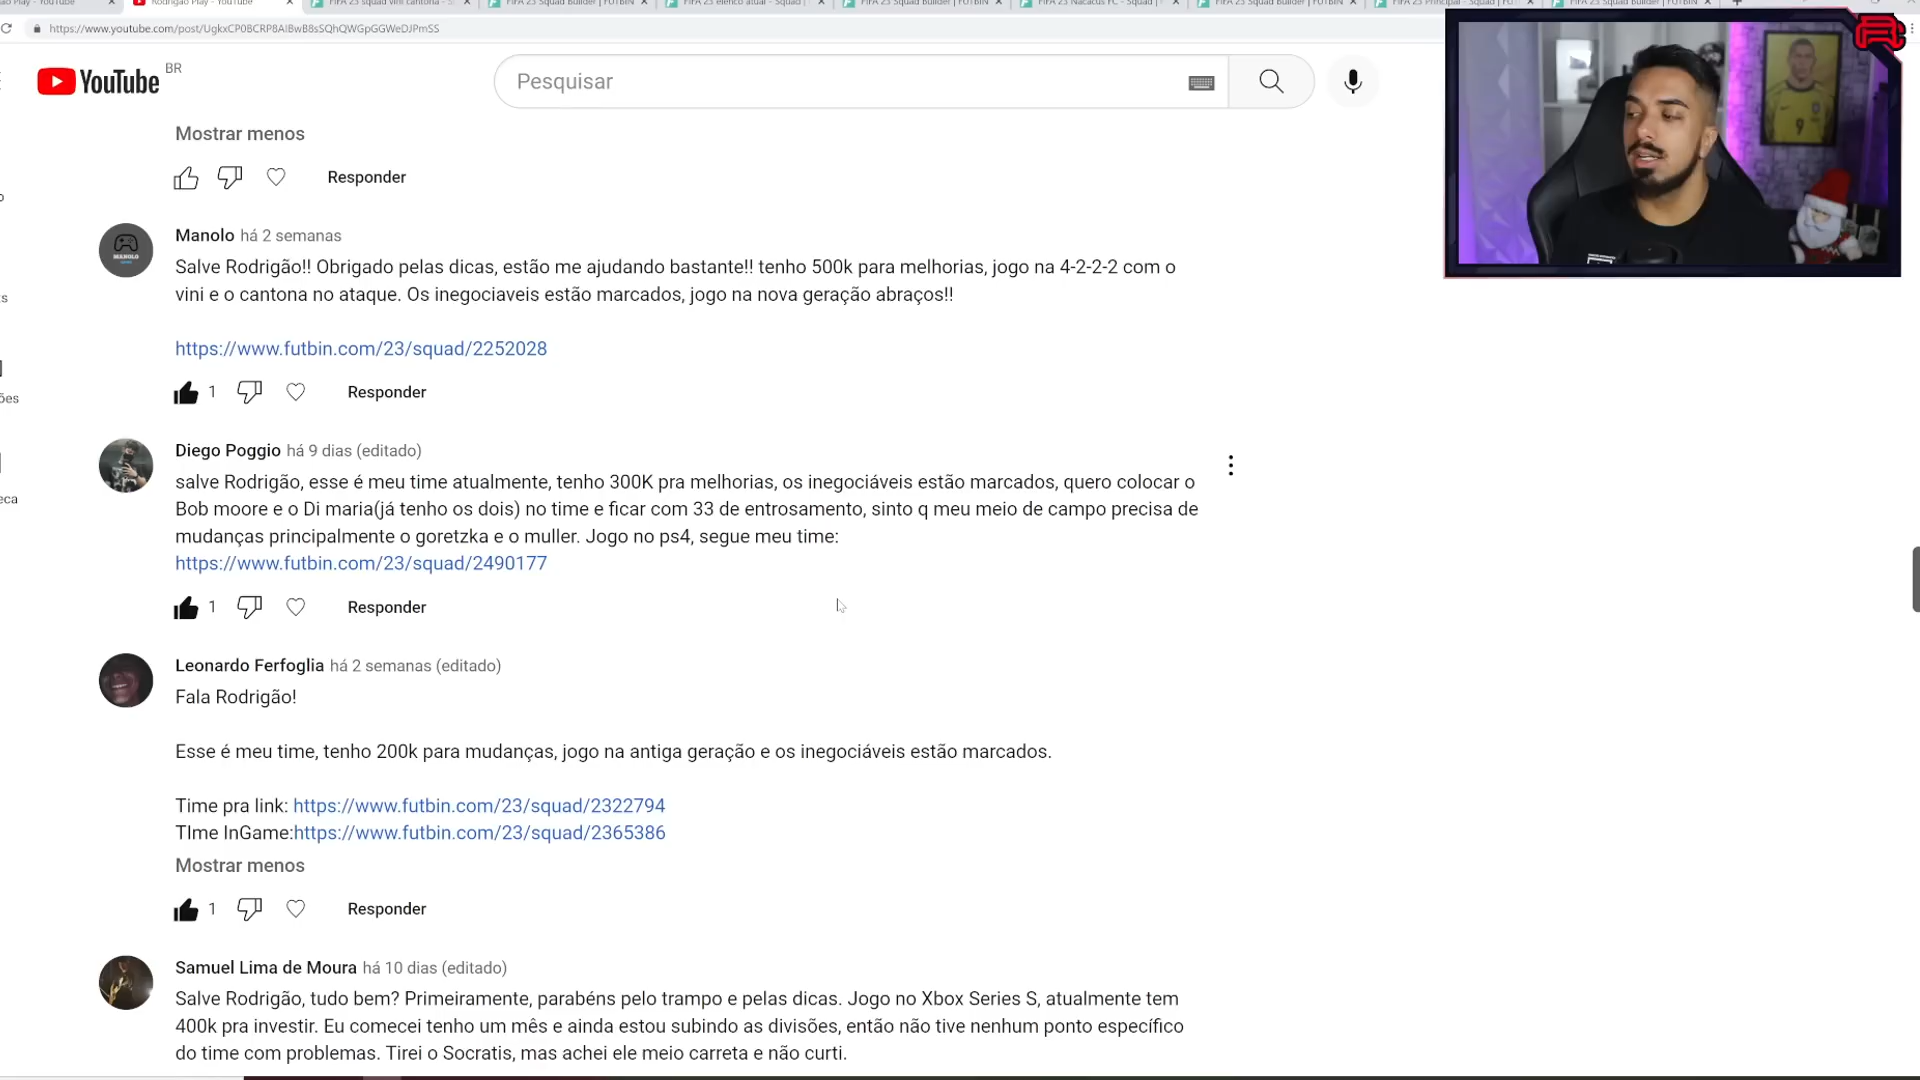 Rodrigão Play - YouTube
FIFA 23 Squad Builder | FUTBIN
https://www.youtube.com/post/UgkxCP0BCRP8AlBwB8sSQhQWGpGGWeDJPmSS
YouTube BR
Pesquisar
Mostrar menos
Responder
Manolo há 2 semanas
Salve Rodrigão!! Obrigado pelas dicas, estão me ajudando bastante!! tenho 500k para melhorias, jogo na 4-2-2-2 com o
vini e o cantona no ataque. Os inegociaveis estão marcados, jogo na nova geração abraços!!
https://www.futbin.com/23/squad/2252028
1 Responder
Diego Poggio há 9 dias (editado)
salve Rodrigão, esse é meu time atualmente, tenho 300K pra melhorias, os inegociáveis estão marcados, quero colocar o
Bob moore e o Di maria(já tenho os dois) no time e ficar com 33 de entrosamento, sinto q meu meio de campo precisa de
mudanças principalmente o goretzka e o muller. Jogo no ps4, segue meu time:
https://www.futbin.com/23/squad/2490177
1 Responder
Leonardo Ferfoglia há 2 semanas (editado)
Fala Rodrigão!
Esse é meu time, tenho 200k para mudanças, jogo na antiga geração e os inegociáveis estão marcados.
Time pra link: https://www.futbin.com/23/squad/2322794
TIme InGame:https://www.futbin.com/23/squad/2365386
Mostrar menos
1 Responder
Samuel Lima de Moura há 10 dias (editado)
Salve Rodrigão, tudo bem? Primeiramente, parabéns pelo trampo e pelas dicas. Jogo no Xbox Series S, atualmente tem
400k pra investir. Eu comecei tenho um mês e ainda estou subindo as divisões, então não tive nenhum ponto específico
do time com problemas. Tirei o Socratis, mas achei ele meio carreta e não curti.